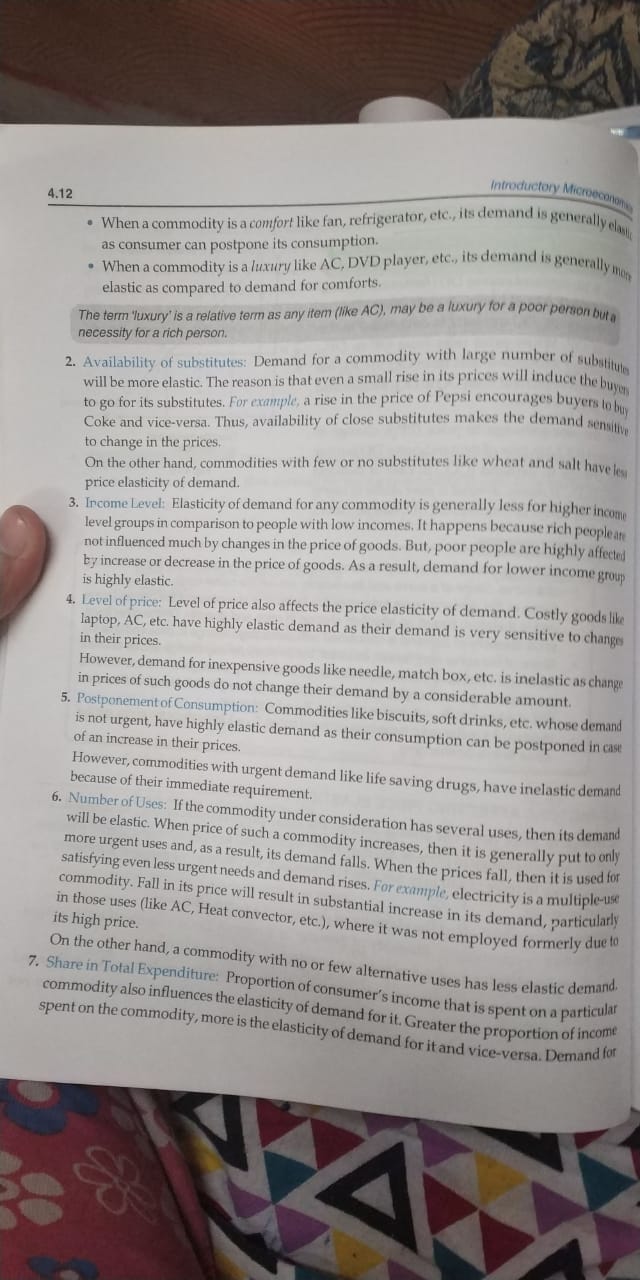 4.12
Introductory Microeconomics
• When a commodity is a comfort like fan, refrigerator, etc., its demand is generally elastic
as consumer can postpone its consumption.
• When a commodity is a luxury like AC, DVD player, etc., its demand is generally more
elastic as compared to demand for comforts.
The term 'luxury' is a relative term as any item (like AC), may be a luxury for a poor person but a
necessity for a rich person.
2. Availability of substitutes: Demand for a commodity with large number of substitutes
will be more elastic. The reason is that even a small rise in its prices will induce the buyers
to go for its substitutes. For example, a rise in the price of Pepsi encourages buyers to buy
Coke and vice-versa. Thus, availability of close substitutes makes the demand sensitive
to change in the prices.
On the other hand, commodities with few or no substitutes like wheat and salt have less
price elasticity of demand.
3. Income Level: Elasticity of demand for any commodity is generally less for higher income
level groups in comparison to people with low incomes. It happens because rich people are
not influenced much by changes in the price of goods. But, poor people are highly affected
by increase or decrease in the price of goods. As a result, demand for lower income group
is highly elastic.
4. Level of price: Level of price also affects the price elasticity of demand. Costly goods like
laptop, AC, etc. have highly elastic demand as their demand is very sensitive to changes
in their prices.
However, demand for inexpensive goods like needle, match box, etc. is inelastic as change
in prices of such goods do not change their demand by a considerable amount.
5. Postponement of Consumption: Commodities like biscuits, soft drinks, etc. whose demand
is not urgent, have highly elastic demand as their consumption can be postponed in case
of an increase in their prices.
However, commodities with urgent demand like life saving drugs, have inelastic demand
because of their immediate requirement.
6. Number of Uses: If the commodity under consideration has several uses, then its demand
will be elastic. When price of such a commodity increases, then it is generally put to only
more urgent uses and, as a result, its demand falls. When the prices fall, then it is used for
satisfying even less urgent needs and demand rises. For example, electricity is a multiple-use
commodity. Fall in its price will result in substantial increase in its demand, particularly
in those uses (like AC, Heat convector, etc.), where it was not employed formerly due to
its high price.
On the other hand, a commodity with no or few alternative uses has less elastic demand.
7. Share in Total Expenditure: Proportion of consumer's income that is spent on a particular
commodity also influences the elasticity of demand for it. Greater the proportion of income
spent on the commodity, more is the elasticity of demand for it and vice-versa. Demand for